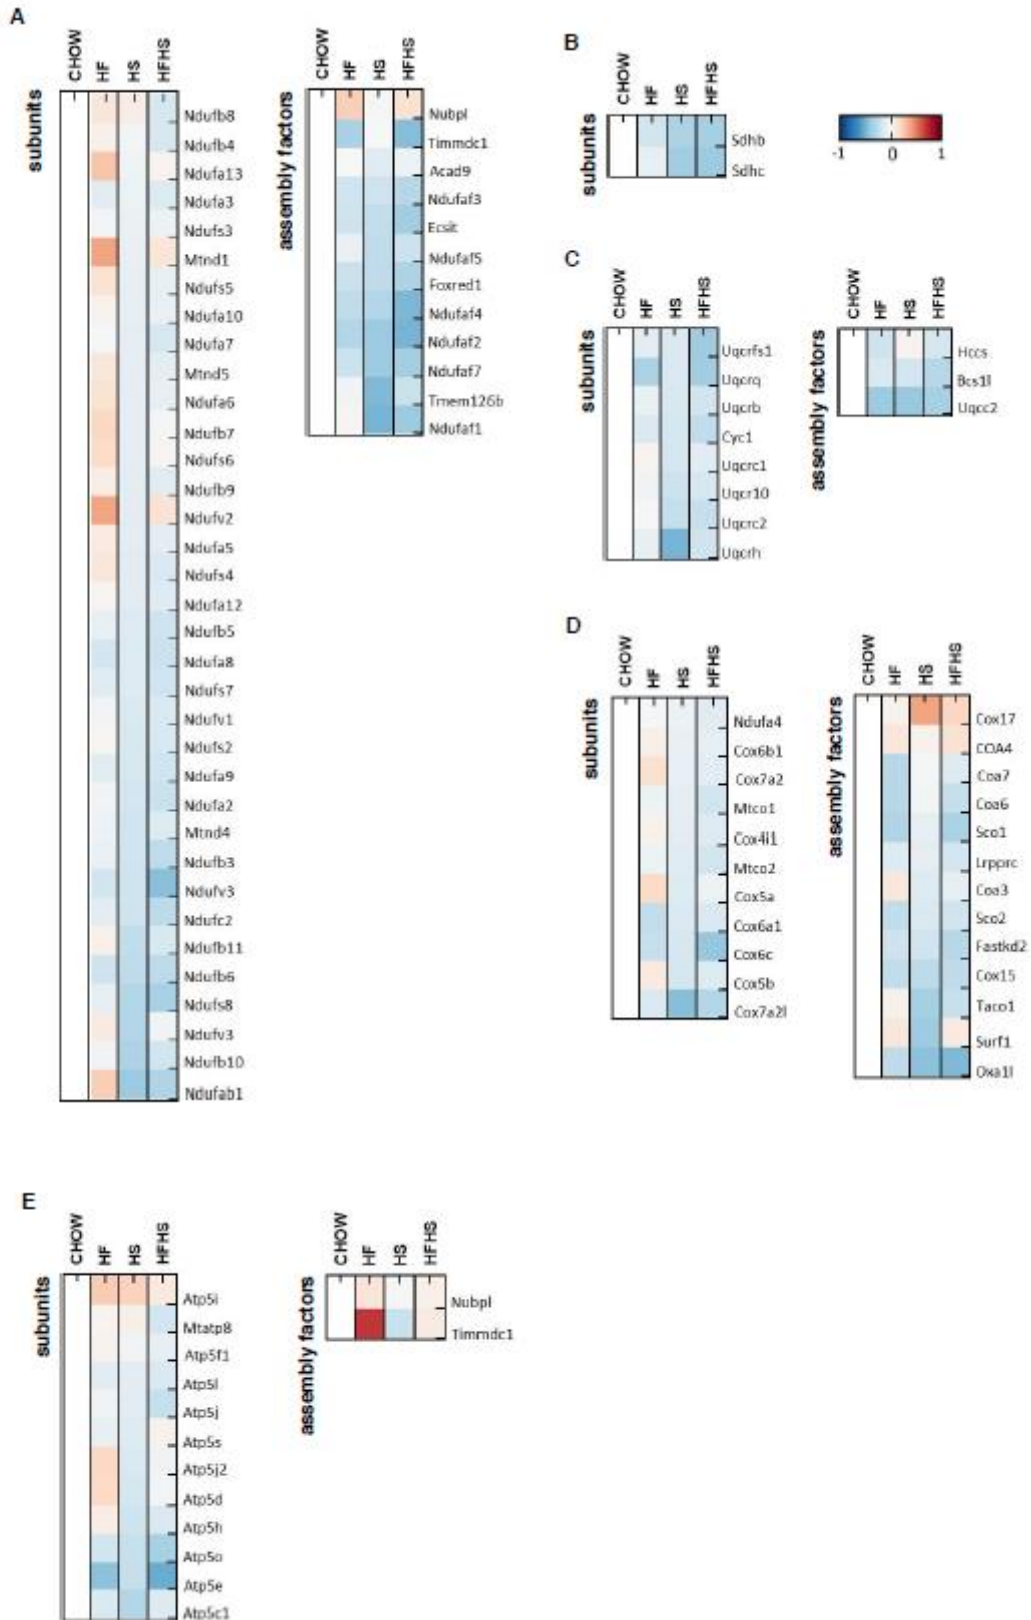 A
subunits
CHOW
HF
HS
HFHS
Ndufb8
Ndufb4
Ndufa13
Ndufa3
Ndufs3
Mtnd1
Ndufs5
Ndufa10
Ndufa7
Mtnd5
Ndufa6
Ndufb7
Ndufs6
Ndufb9
Ndufv2
Ndufa5
Ndufs4
Ndufa12
Ndufb5
Ndufa8
Ndufs7
Ndufv1
Ndufs2
Ndufa9
Ndufa2
Mtnd4
Ndufb3
Ndufv3
Ndufc2
Ndufb11
Ndufb6
Ndufs8
Ndufv3
Ndufb10
Ndufab1
assembly factors
CHOW
HF
HS
HFHS
Nubpl
Timmdc1
Acad9
Ndufaf3
Ecsit
Ndufaf5
Foxred1
Ndufaf4
Ndufaf2
Ndufaf7
Tmem126b
Ndufaf1
B
subunits
CHOW
HF
HS
HFHS
Sdhb
Sdhc
-1 0 1
C
subunits
CHOW
HF
HS
HFHS
Uqcrfs1
Uqcrq
Uqcrb
Cyc1
Uqcrc1
Uqcr10
Uqcrc2
Uqcrh
assembly factors
CHOW
HF
HS
HFHS
Hccs
Bcs1l
Uqcc2
D
subunits
CHOW
HF
HS
HFHS
Ndufa4
Cox6b1
Cox7a2
Mtco1
Cox4i1
Mtco2
Cox5a
Cox6a1
Cox6c
Cox5b
Cox7a2l
assembly factors
CHOW
HF
HS
HFHS
Cox17
COA4
Coa7
Coa6
Sco1
Lrpprc
Coa3
Sco2
Fastkd2
Cox15
Taco1
Surf1
Oxa1l
E
subunits
CHOW
HF
HS
HFHS
Atp5i
Mtatp8
Atp5f1
Atp5l
Atp5j
Atp5s
Atp5j2
Atp5d
Atp5h
Atp5o
Atp5e
Atp5c1
assembly factors
CHOW
HF
HS
HFHS
Nubpl
Timmdc1